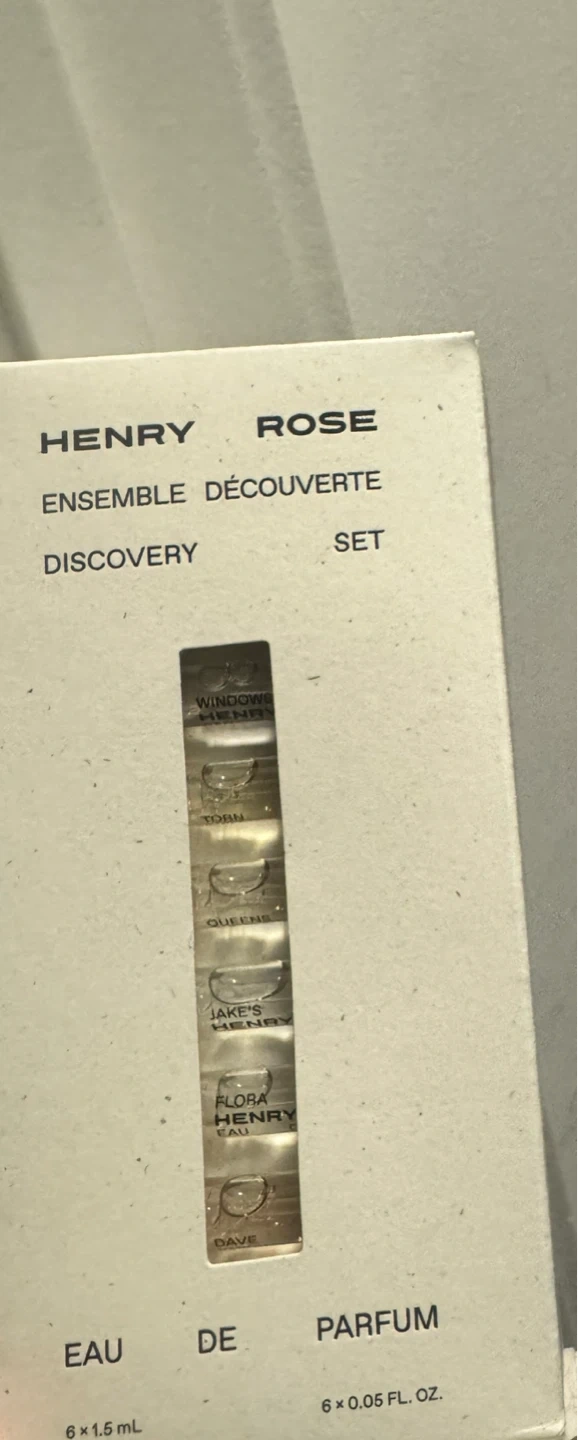 HENRY ROSE
ENSEMBLE DÉCOUVERTE
DISCOVERY SET
WINDOWS
HENRY
TORN
QUEENS
JAKE'S
HENRY
FLORA
HENRY
EAU
DAVE
EAU DE PARFUM
6 × 0.05 FL. OZ.
6 × 1.5 mL